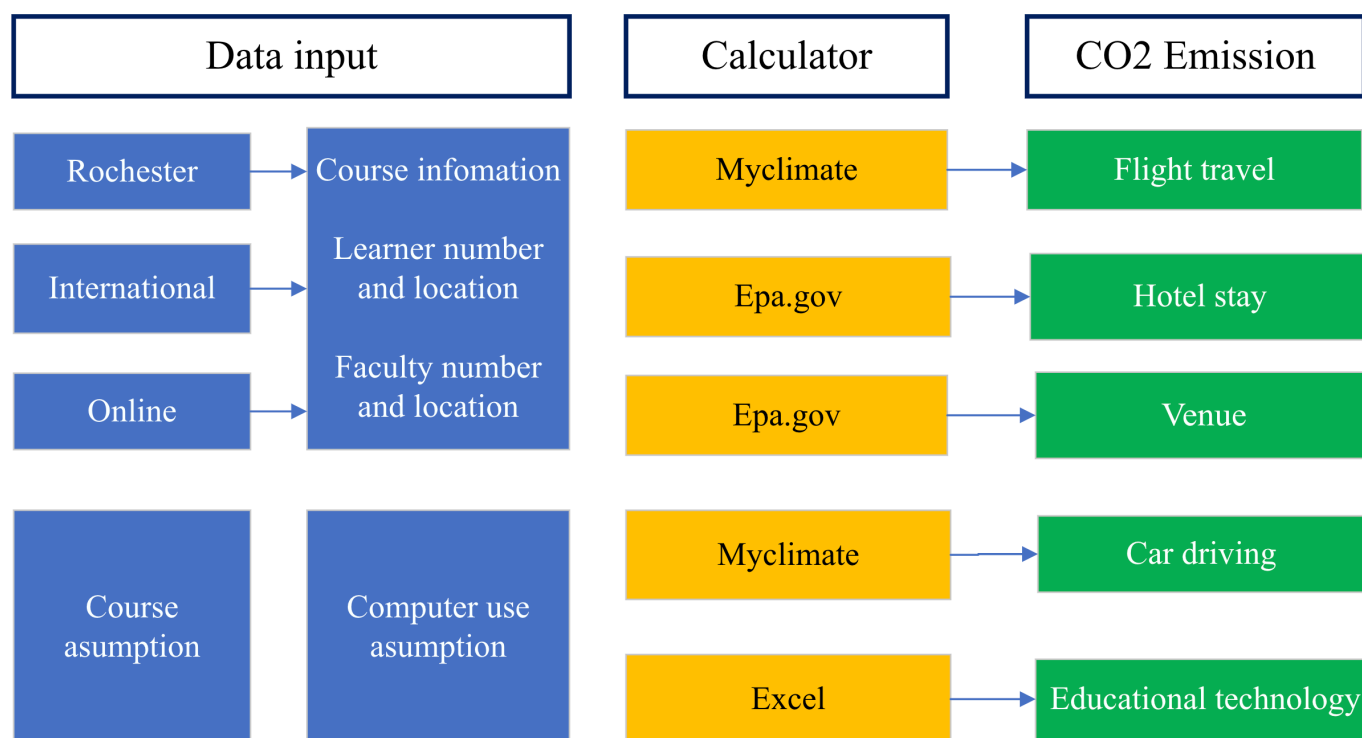 Data input
Calculator
CO2 Emission
Rochester
Course infomation
Myclimate
Flight travel
International
Learner number
and location
Epa.gov
Hotel stay
Online
Faculty number
and location
Epa.gov
Venue
Course
asumption
Computer use
asumption
Myclimate
Car driving
Excel
Educational technology